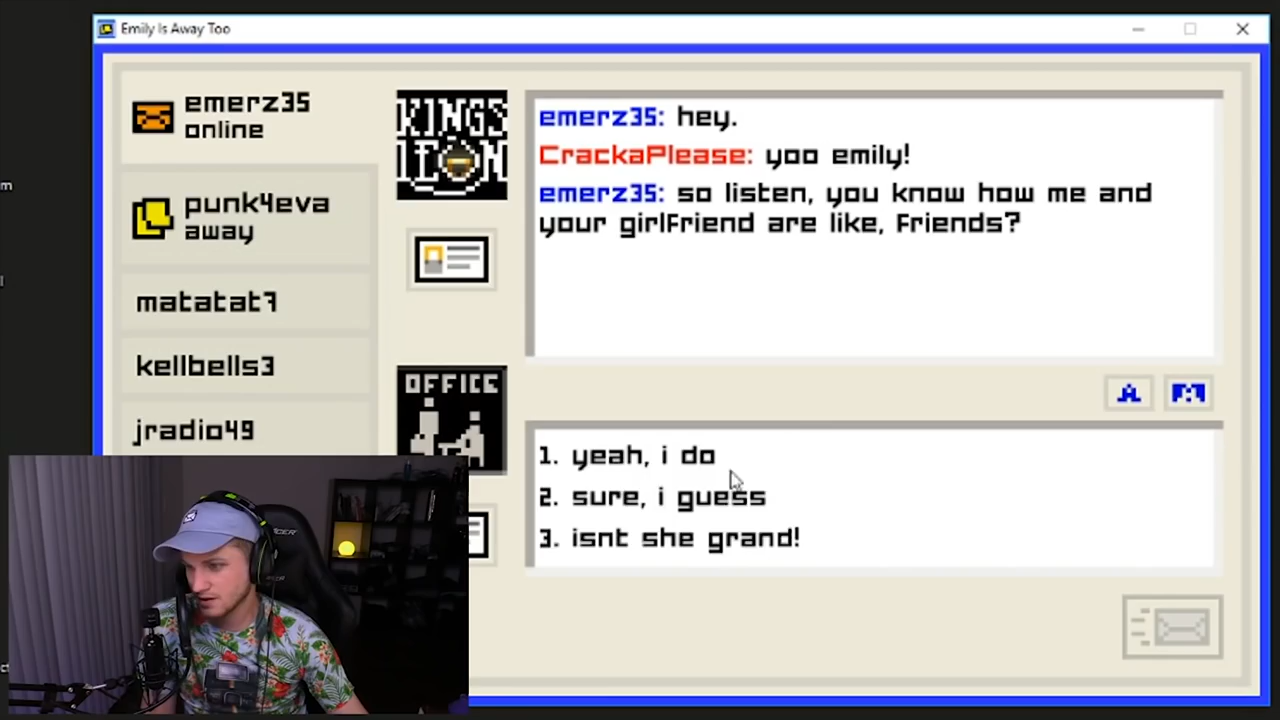 Emily Is Away Too
emerz35
online
punk4eva
away
matatat7
kellbells3
jradio49
KINGS
OFFICE
emerz35: hey.
CrackaPlease: yoo emily!
emerz35: so listen, you know how me and
your girlfriend are like, friends?
A
1. yeah, i do
2. sure, i guess
3. isnt she grand!